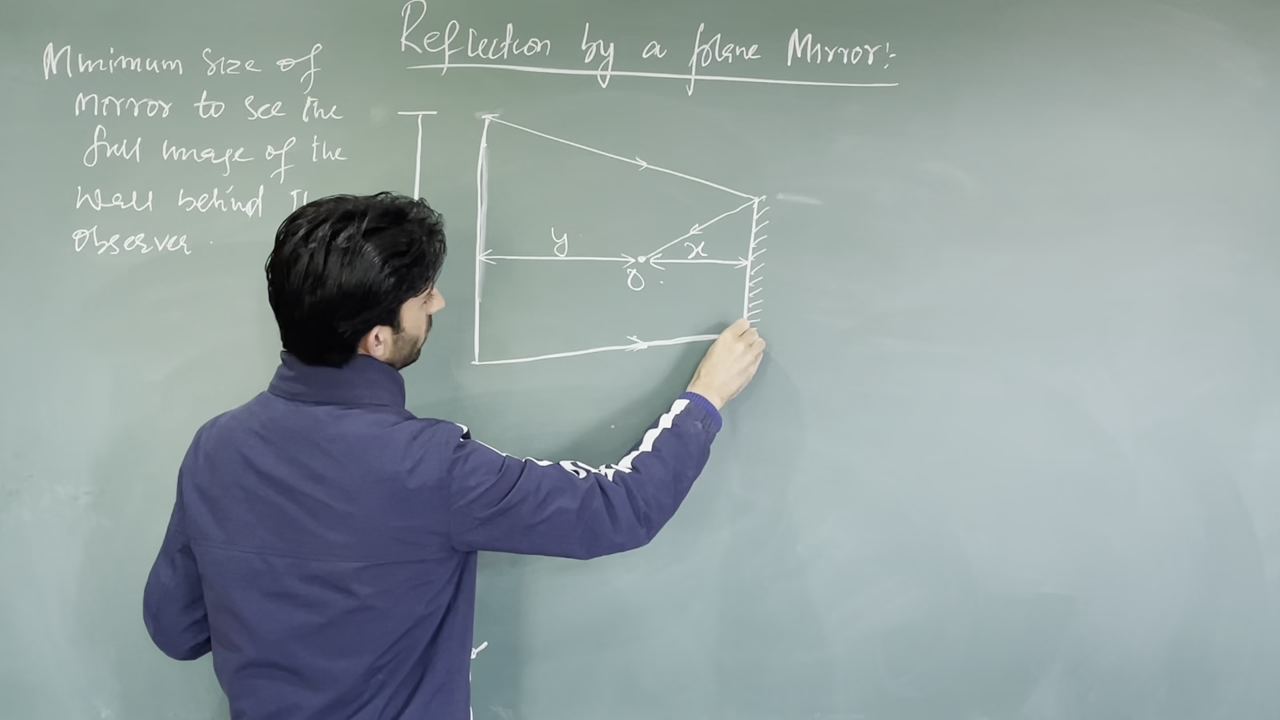 Reflection by a plane Mirror:-
Minimum size of
mirror to see the
full image of the
wall behind
observer.
y
x
O